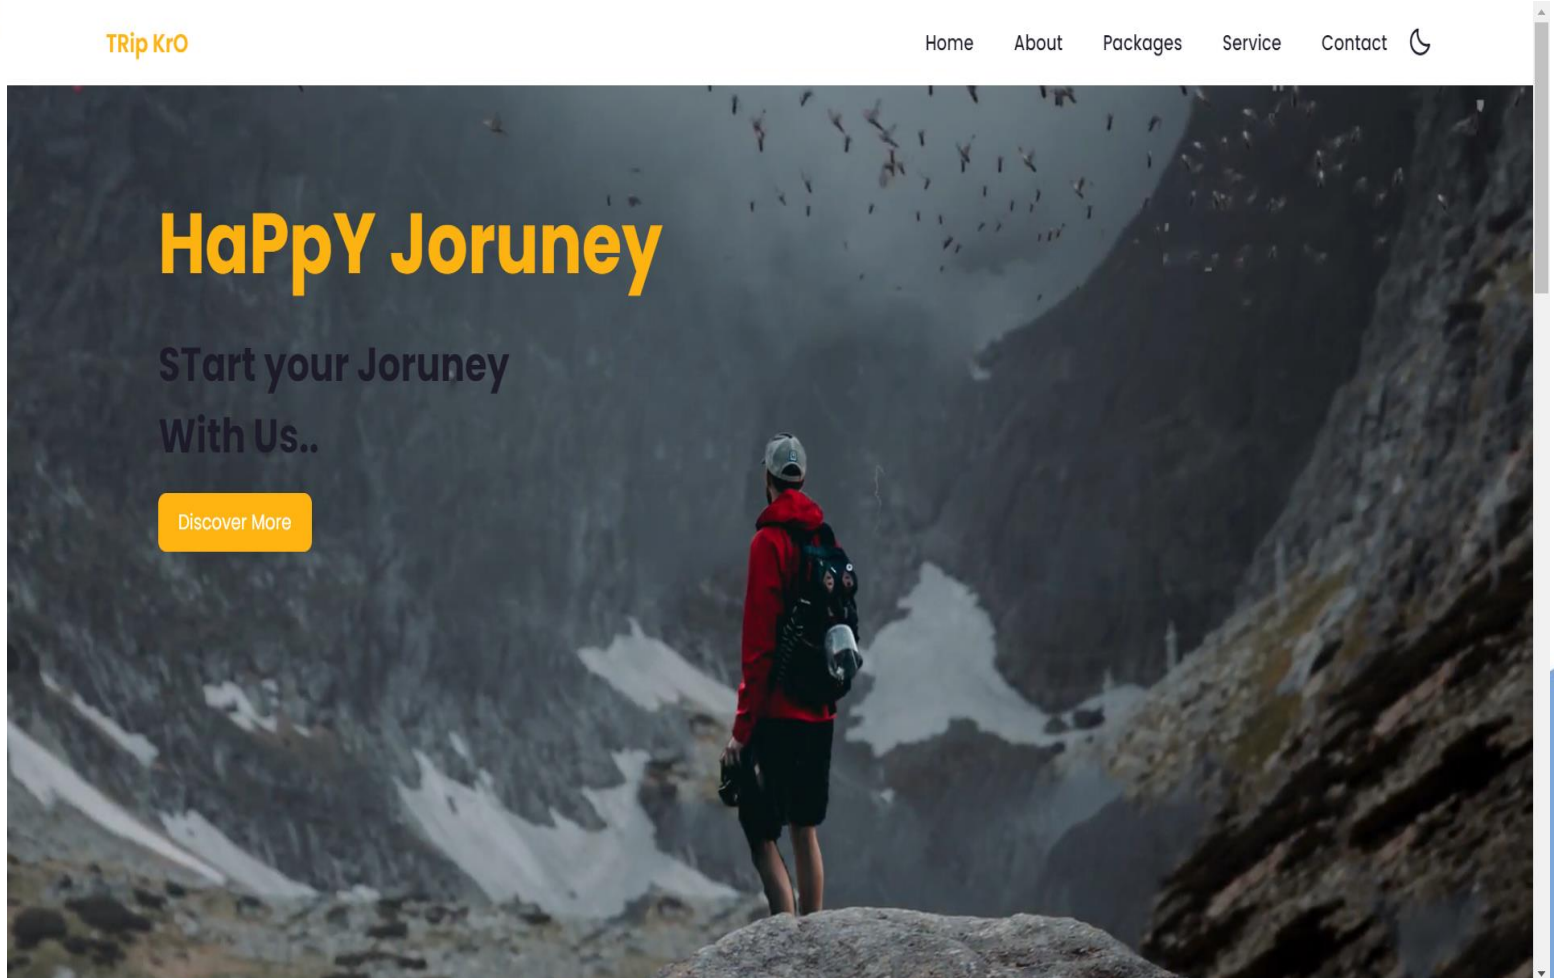 TRip KrO
Home About Packages Service Contact
HaPpY Joruney
STart your Joruney
With Us..
Discover More